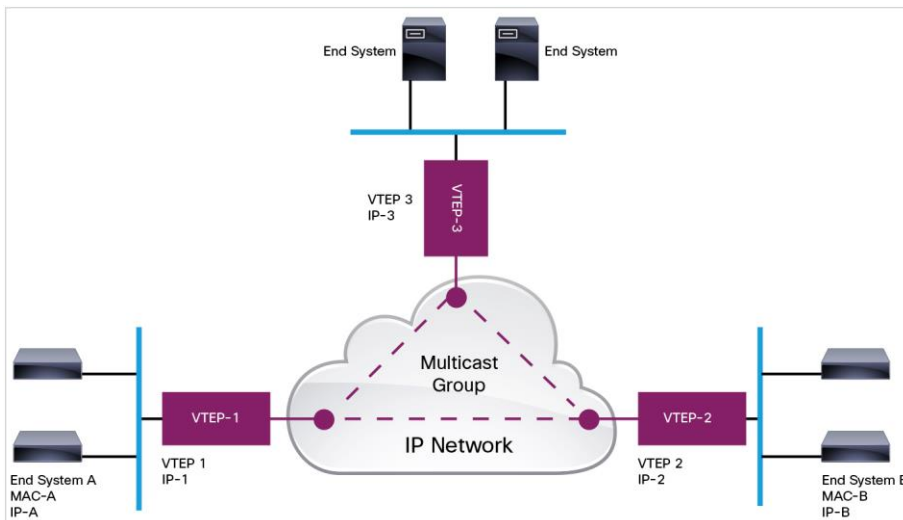 End System
End System
VTEP 3
IP-3
VTEP-3
Multicast
Group
IP Network
VTEP-1
VTEP 1
IP-1
VTEP-2
VTEP 2
IP-2
End System A
MAC-A
IP-A
End System B
MAC-B
IP-B